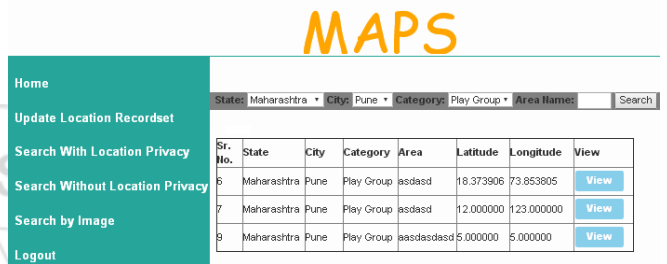 MAPS
Home
Update Location Recordset
Search With Location Privacy
Search Without Location Privacy
Search by Image
Logout
State: Maharashtra City: Pune Category: Play Group Area Name: Search
Sr. No. State City Category Area Latitude Longitude View
6 Maharashtra Pune Play Group asdasd 18.373906 73.853805 View
7 Maharashtra Pune Play Group asdasd 12.000000 123.000000 View
9 Maharashtra Pune Play Group aasdasdasd 5.000000 5.000000 View